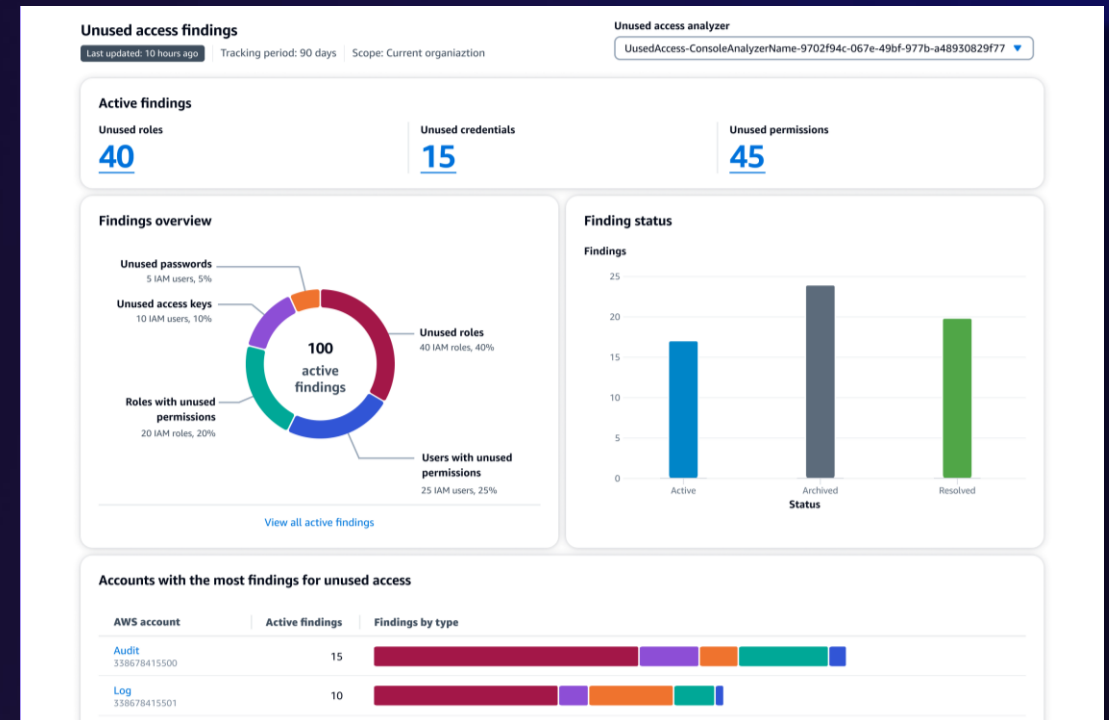 Unused access findings
Last updated: 10 hours ago
Tracking period: 90 days
Scope: Current organiaztion
Unused access analyzer
UusedAccess-ConsoleAnalyzerName-9702f94c-067e-49bf-977b-a48930829f77
Active findings
Unused roles
40
Unused credentials
15
Unused permissions
45
Findings overview
Unused passwords
5 IAM users, 5%
Unused access keys
10 IAM users, 10%
Roles with unused
permissions
20 IAM roles, 20%
100
active
findings
Unused roles
40 IAM roles, 40%
Users with unused
permissions
25 IAM users, 25%
View all active findings
Finding status
Findings
25
20
15
10
5
0
Active
Archived
Resolved
Status
Accounts with the most findings for unused access
AWS account
Active findings
Findings by type
Audit
338678415500
15
Log
338678415501
10